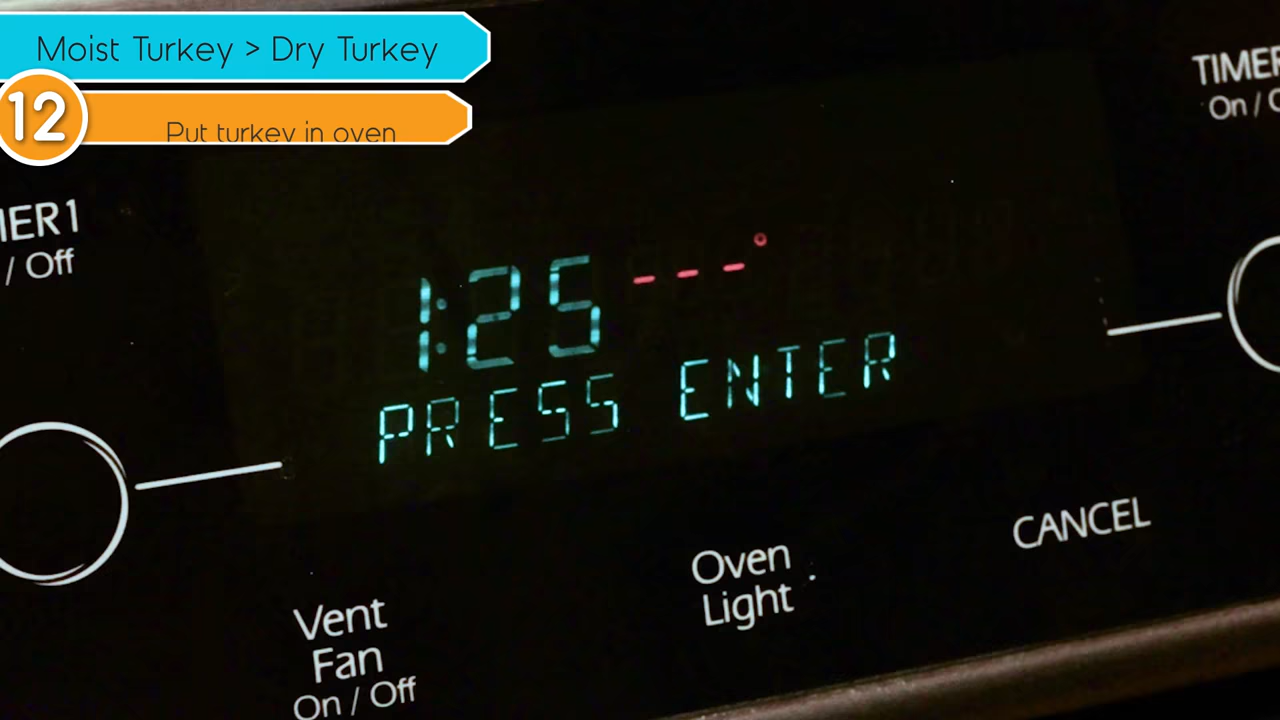 Moist Turkey > Dry Turkey
12
Put turkey in oven
TIMER
On / O
IER1
/ Off
1:25 ---°
PRESS ENTER
CANCEL
Oven
Light
Vent
Fan
On / Off